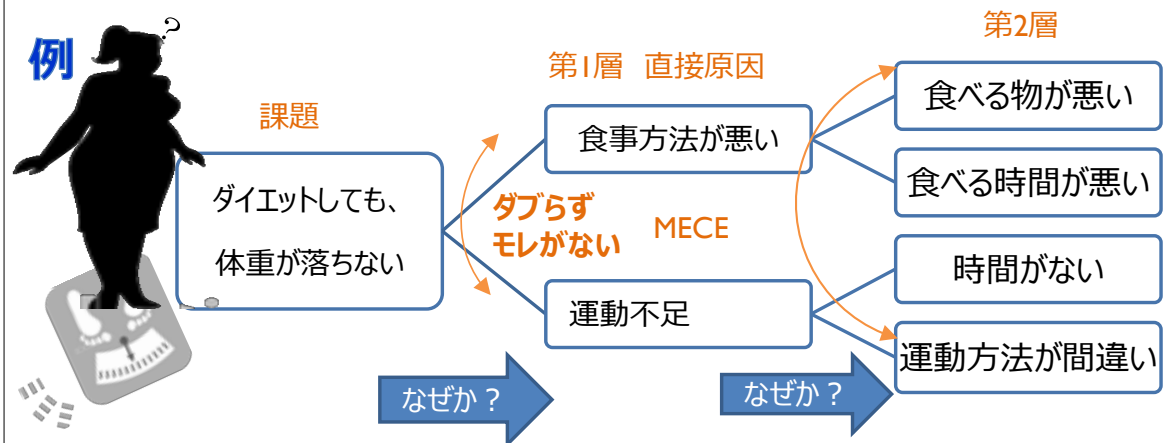 例
?
課題
ダイエットしても、
体重が落ちない
第1層 直接原因
食事方法が悪い
ダブらず
モレがない
MECE
運動不足
第2層
食べる物が悪い
食べる時間が悪い
時間がない
運動方法が間違い
なぜか？
なぜか？